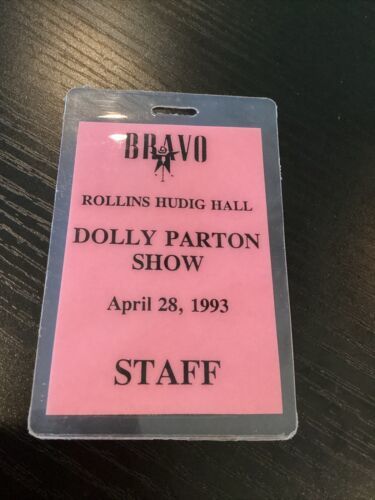 BRAVO
ROLLINS HUDIG HALL
DOLLY PARTON
SHOW
April 28, 1993
STAFF